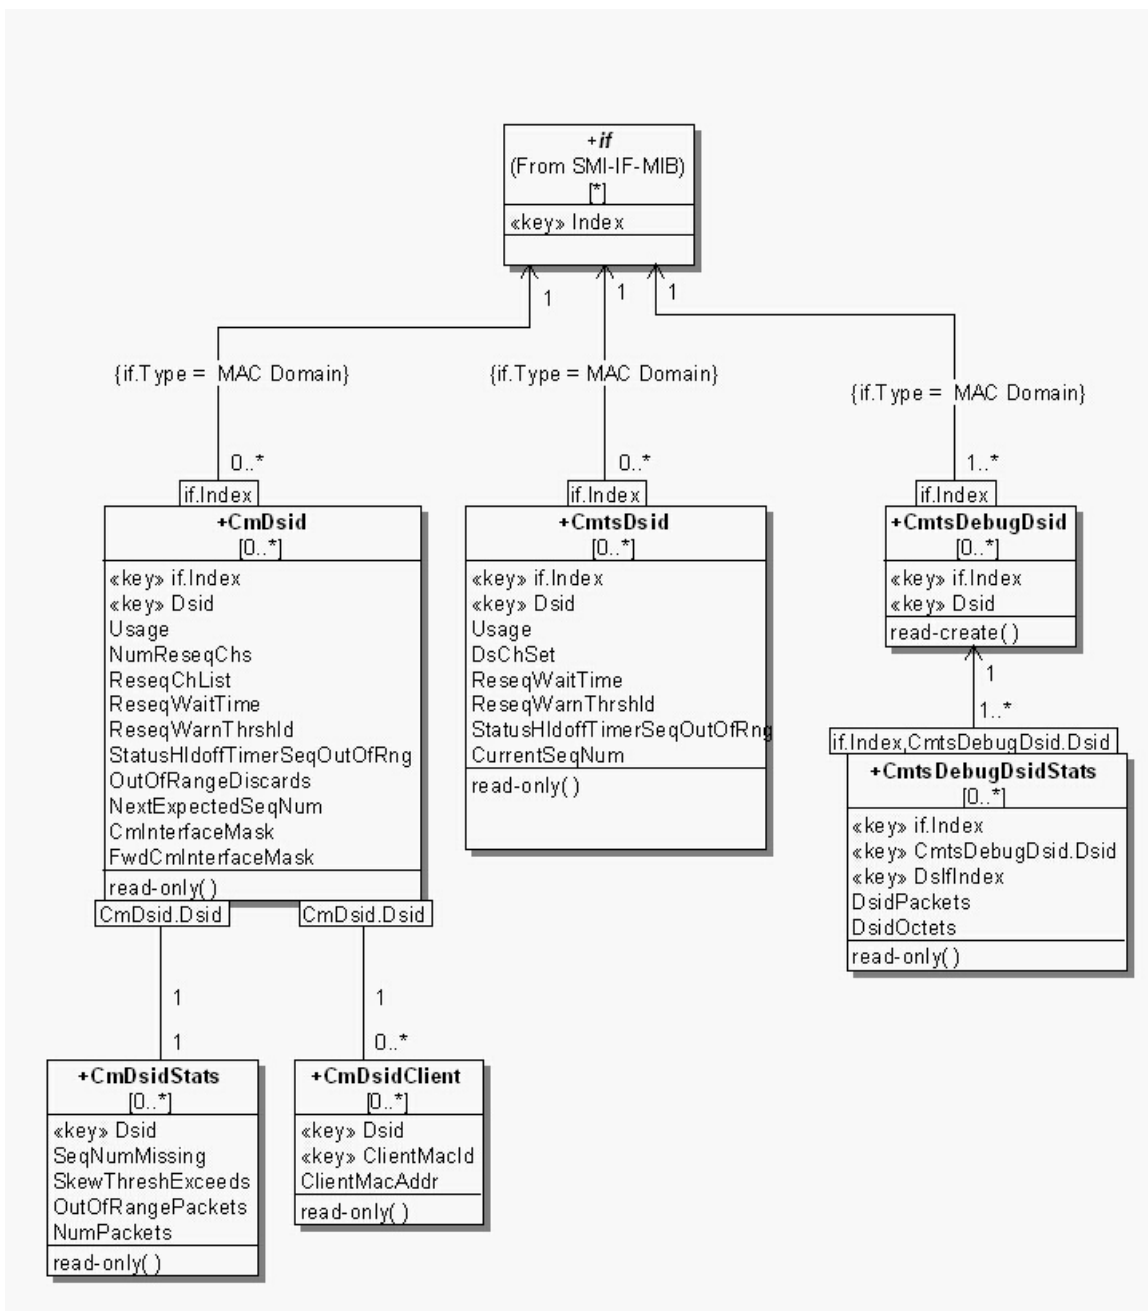 +if
(From SMI-IF-MIB)
[*]
«key» Index
1
1
1
{if.Type = MAC Domain}
{if.Type = MAC Domain}
{if.Type = MAC Domain}
0..*
0..*
1..*
if.Index
+CmDsid
[0..*]
«key» if.Index
«key» Dsid
Usage
NumReseqChs
ReseqChList
ReseqWaitTime
ReseqWarnThrshld
StatusHldoffTimerSeqOutOfRng
OutOfRangeDiscards
NextExpectedSeqNum
CmInterfaceMask
FwdCmInterfaceMask
read-only()
CmDsid.Dsid
CmDsid.Dsid
if.Index
+CmtsDsid
[0..*]
«key» if.Index
«key» Dsid
Usage
DsChSet
ReseqWaitTime
ReseqWarnThrshld
StatusHldoffTimerSeqOutOfRng
CurrentSeqNum
read-only()
if.Index
+CmtsDebugDsid
[0..*]
«key» if.Index
«key» Dsid
read-create()
1
1..*
if.Index,CmtsDebugDsid.Dsid
+CmtsDebugDsidStats
[0..*]
«key» if.Index
«key» CmtsDebugDsid.Dsid
«key» DsIfIndex
DsidPackets
DsidOctets
read-only()
1
1
1
0..*
+CmDsidStats
[0..*]
«key» Dsid
SeqNumMissing
SkewThreshExceeds
OutOfRangePackets
NumPackets
read-only()
+CmDsidClient
[0..*]
«key» Dsid
«key» ClientMacId
ClientMacAddr
read-only()